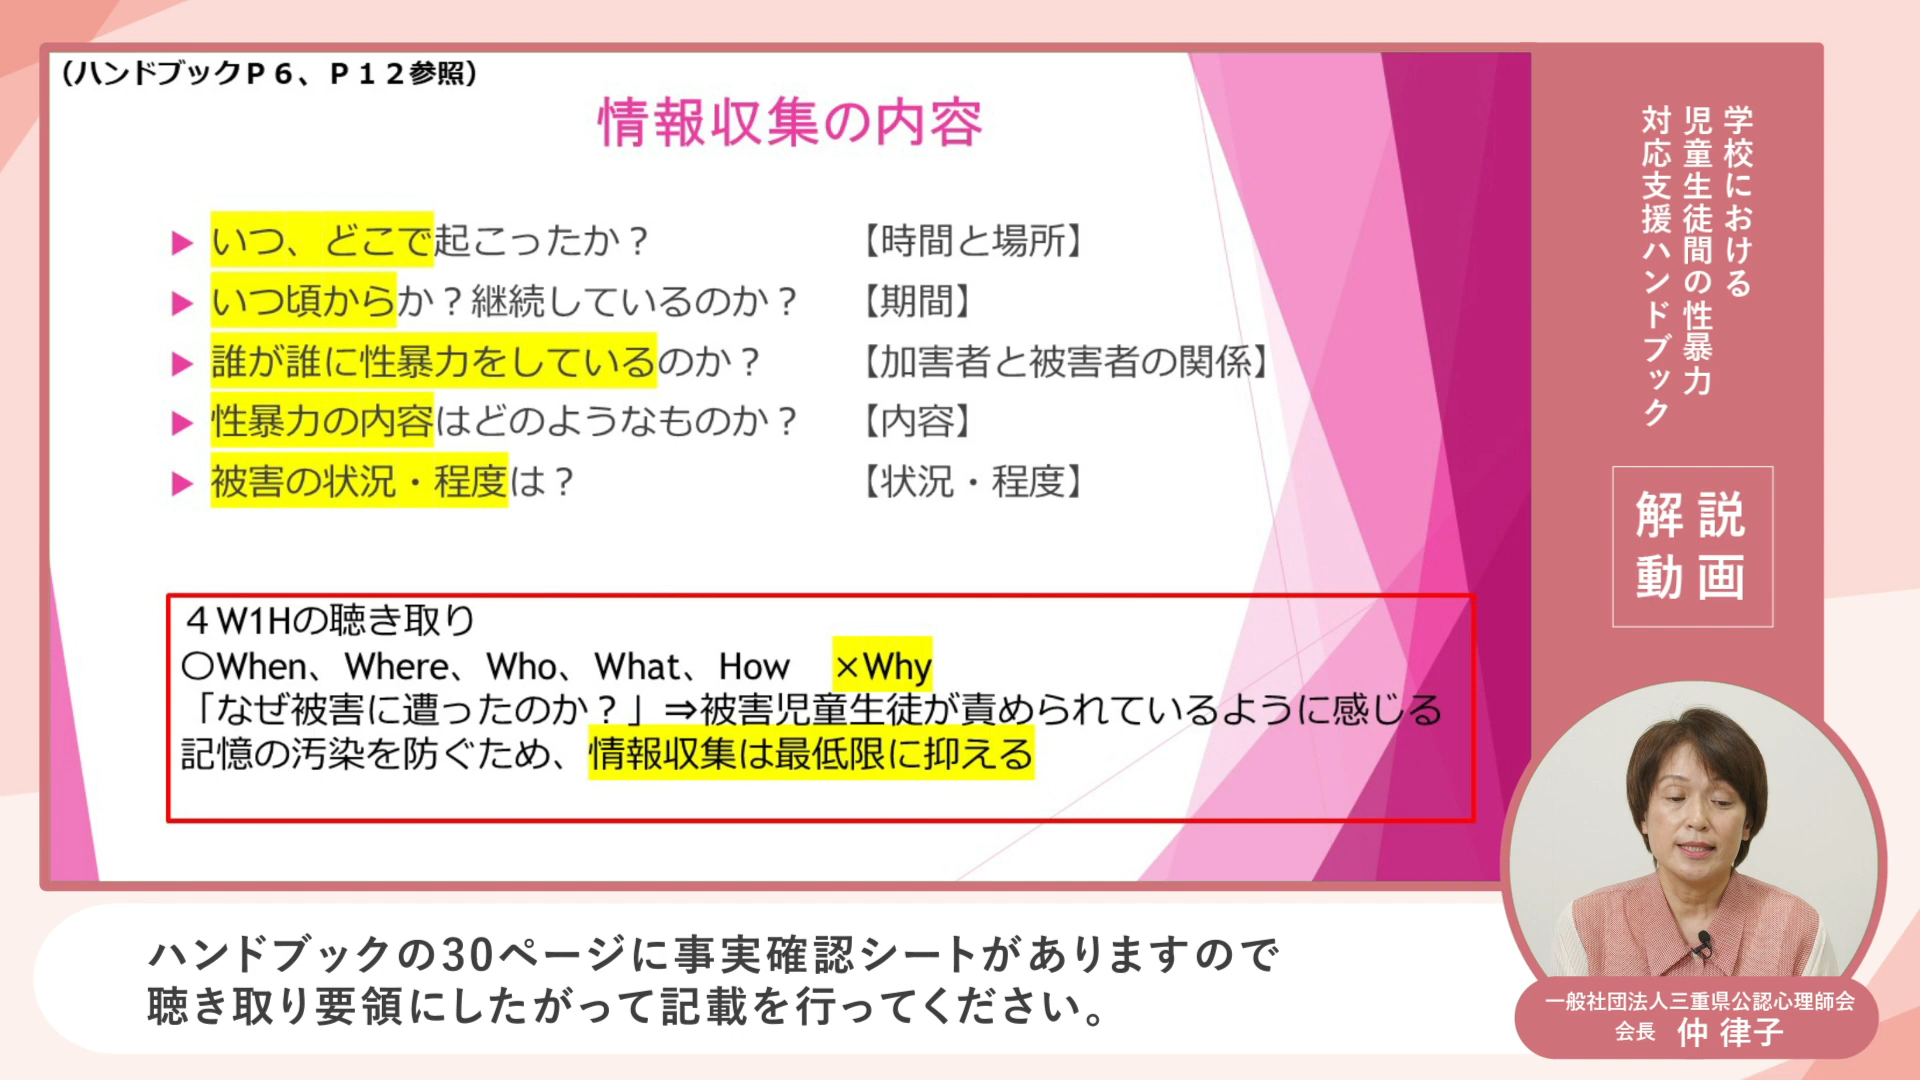 （ハンドブックＰ６、Ｐ１２参照）
情報収集の内容
▶ いつ、どこで起こったか？ 【時間と場所】
▶ いつ頃からか？継続しているのか？ 【期間】
▶ 誰が誰に性暴力をしているのか？ 【加害者と被害者の関係】
▶ 性暴力の内容はどのようなものか？ 【内容】
▶ 被害の状況・程度は？ 【状況・程度】
４W1Hの聴き取り
〇When、Where、Who、What、How ×Why
「なぜ被害に遭ったのか？」⇒被害児童生徒が責められているように感じる
記憶の汚染を防ぐため、情報収集は最低限に抑える
学校における
児童生徒間の性暴力
対応支援ハンドブック
解説
動画
ハンドブックの30ページに事実確認シートがありますので
聴き取り要領にしたがって記載を行ってください。
一般社団法人三重県公認心理師会
会長 仲 律子